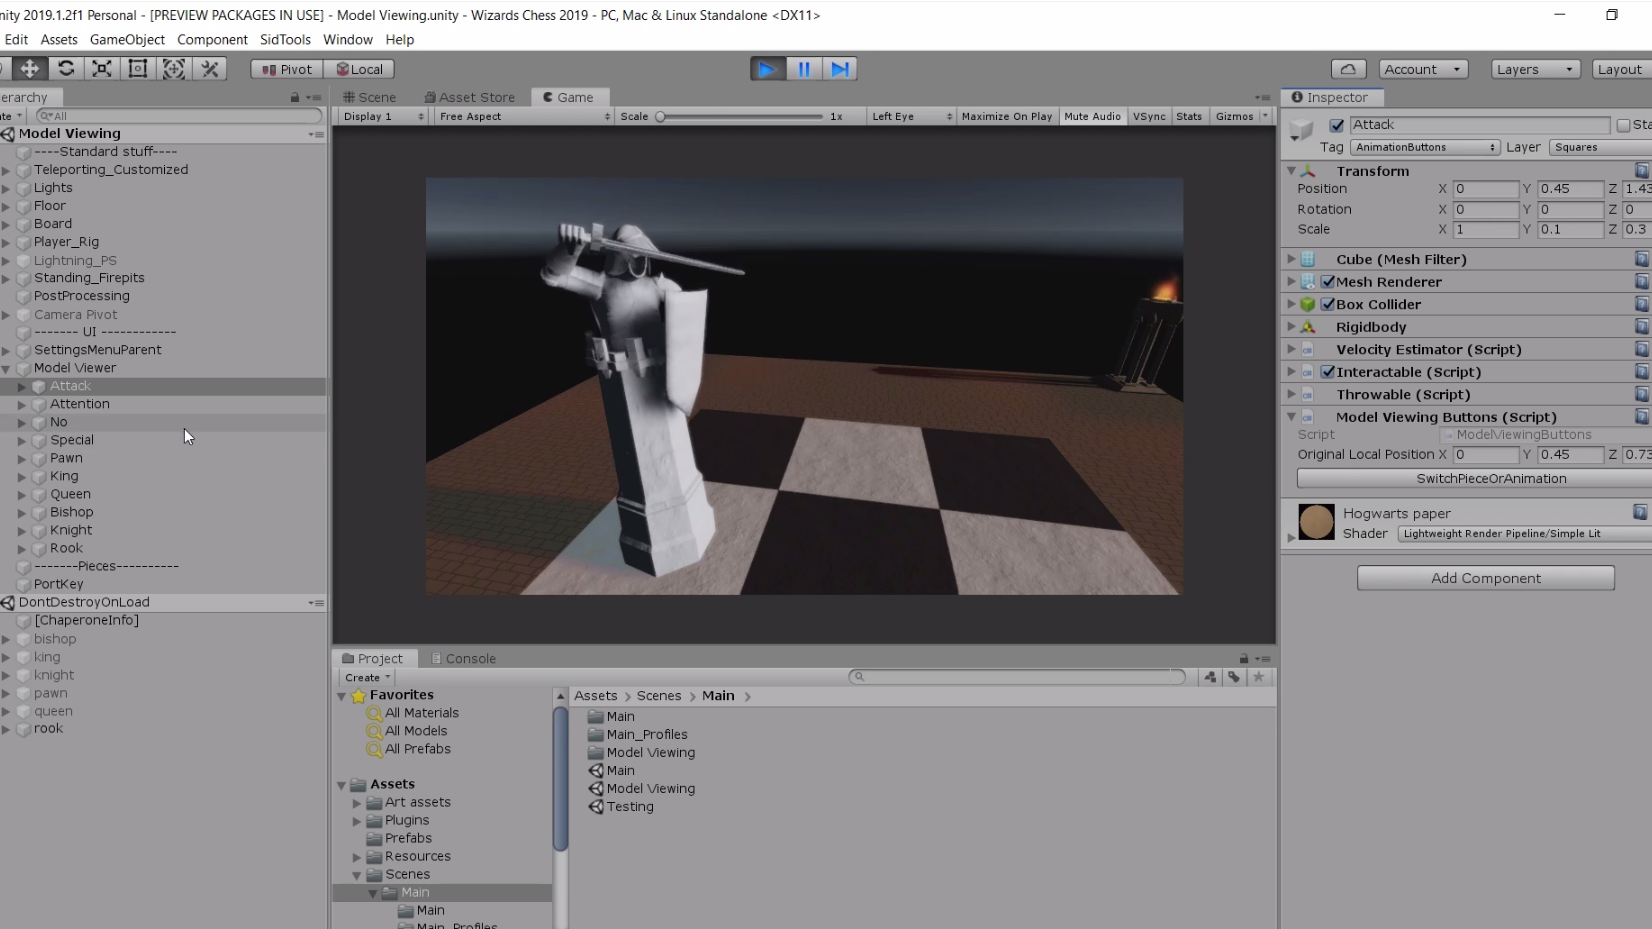 nity 2019.1.2f1 Personal - [PREVIEW PACKAGES IN USE] - Model Viewing.unity - Wizards Chess 2019 - PC, Mac & Linux Standalone <DX11>
Edit Assets GameObject Component SidTools Window Help
Pivot Local Account Layers Layout
erarchy
Scene Asset Store Game
Inspector
ate All
Display 1 Free Aspect Scale 1x Left Eye Maximize On Play Mute Audio VSync Stats Gizmos
Attack Sta
Tag AnimationButtons Layer Squares
Model Viewing
----Standard stuff----
Teleporting_Customized
Lights
Floor
Board
Player_Rig
Lightning_PS
Standing_Firepits
PostProcessing
Camera Pivot
------- UI ------------
SettingsMenuParent
Model Viewer
Attack
Attention
No
Special
Pawn
King
Queen
Bishop
Knight
Rook
-------Pieces----------
PortKey
DontDestroyOnLoad
[ChaperoneInfo]
bishop
king
knight
pawn
queen
rook
Transform
Position X 0 Y 0.45 Z 1.43
Rotation X 0 Y 0 Z 0
Scale X 1 Y 0.1 Z 0.3
Cube (Mesh Filter)
Mesh Renderer
Box Collider
Rigidbody
Velocity Estimator (Script)
Interactable (Script)
Throwable (Script)
Model Viewing Buttons (Script)
Script ModelViewingButtons
Original Local Position X 0 Y 0.45 Z 0.73
SwitchPieceOrAnimation
Hogwarts paper
Shader Lightweight Render Pipeline/Simple Lit
Add Component
Project Console
Create
Favorites
All Materials
All Models
All Prefabs
Assets
Art assets
Plugins
Prefabs
Resources
Scenes
Main
Main
Main_Profiles
Assets > Scenes > Main >
Main
Main_Profiles
Model Viewing
Main
Model Viewing
Testing